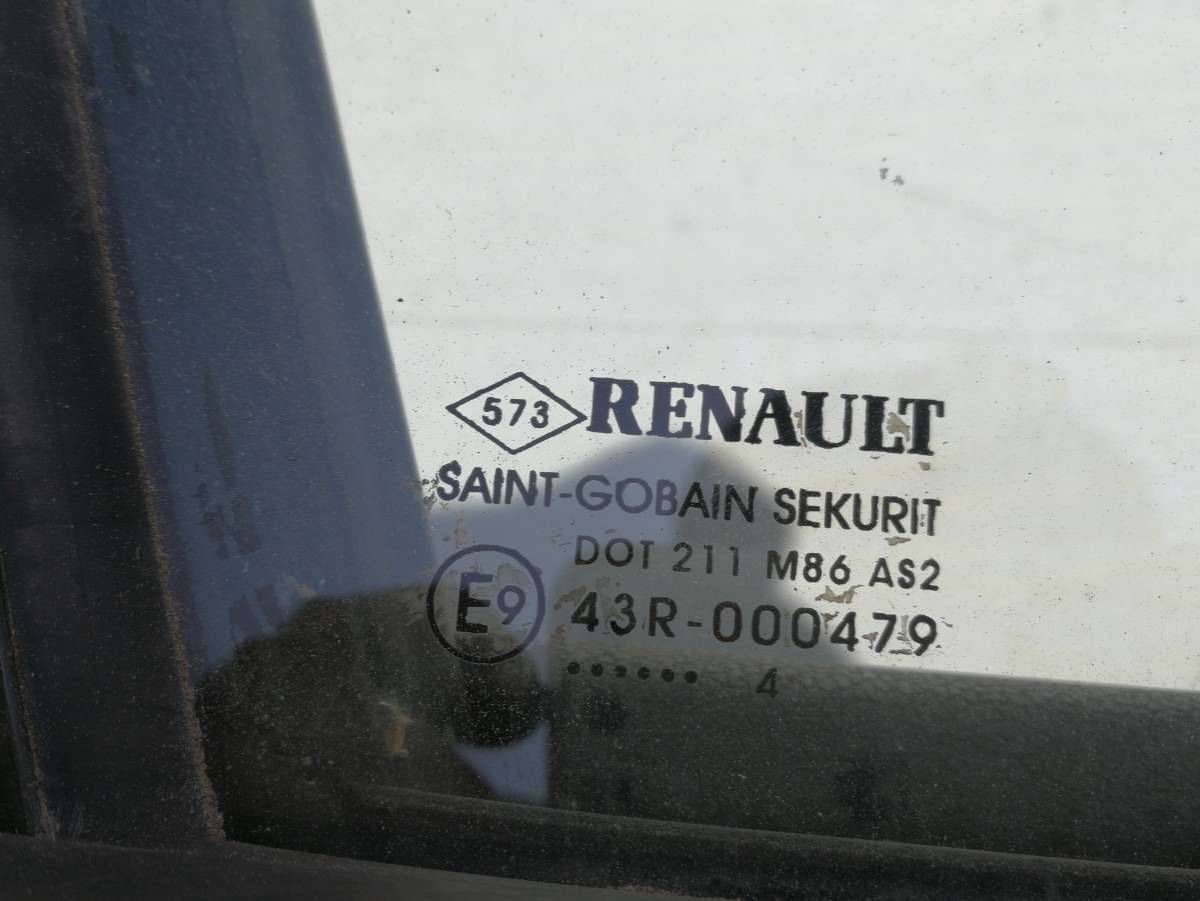 573 RENAULT
SAINT-GOBAIN SEKURIT
DOT 211 M86 AS2
E9 43R-000479
...... 4